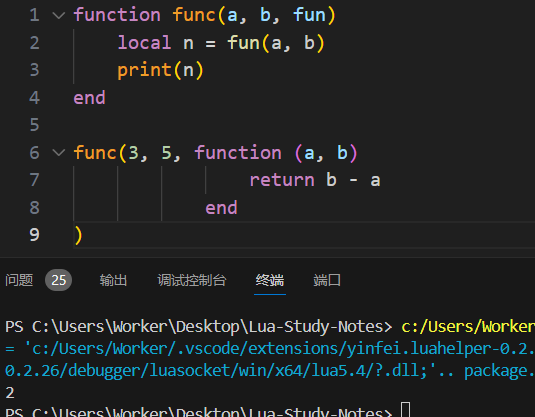 1 function func(a, b, fun)
2     local n = fun(a, b)
3     print(n)
4 end
5
6 func(3, 5, function (a, b)
7                 return b - a
8             end
9 )
问题 25 输出 调试控制台 终端 端口
PS C:\Users\Worker\Desktop\Lua-Study-Notes> c:/Users/Worker
= 'c:/Users/Worker/.vscode/extensions/yinfei.luahelper-0.2.
0.2.26/debugger/luasocket/win/x64/lua5.4/?.dll;'.. package.
2
PS C:\Users\Worker\Desktop\Lua-Study-Notes>